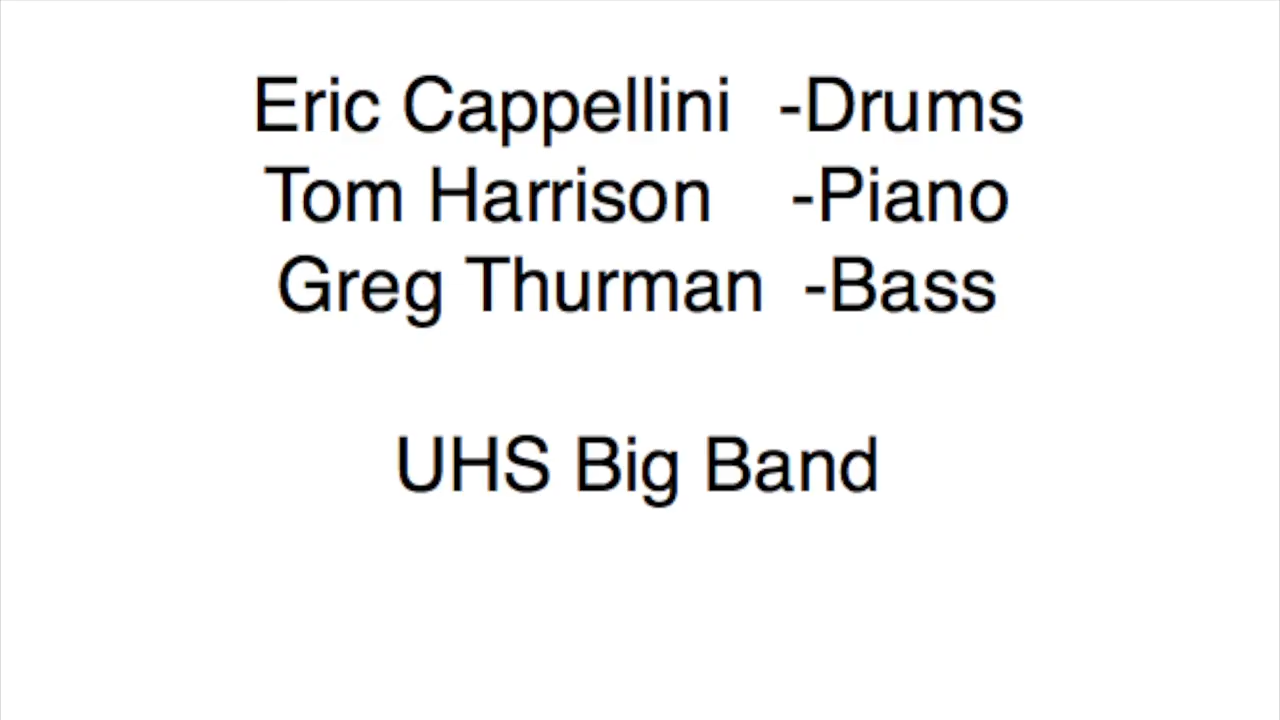 Eric Cappellini -Drums
Tom Harrison -Piano
Greg Thurman -Bass
UHS Big Band